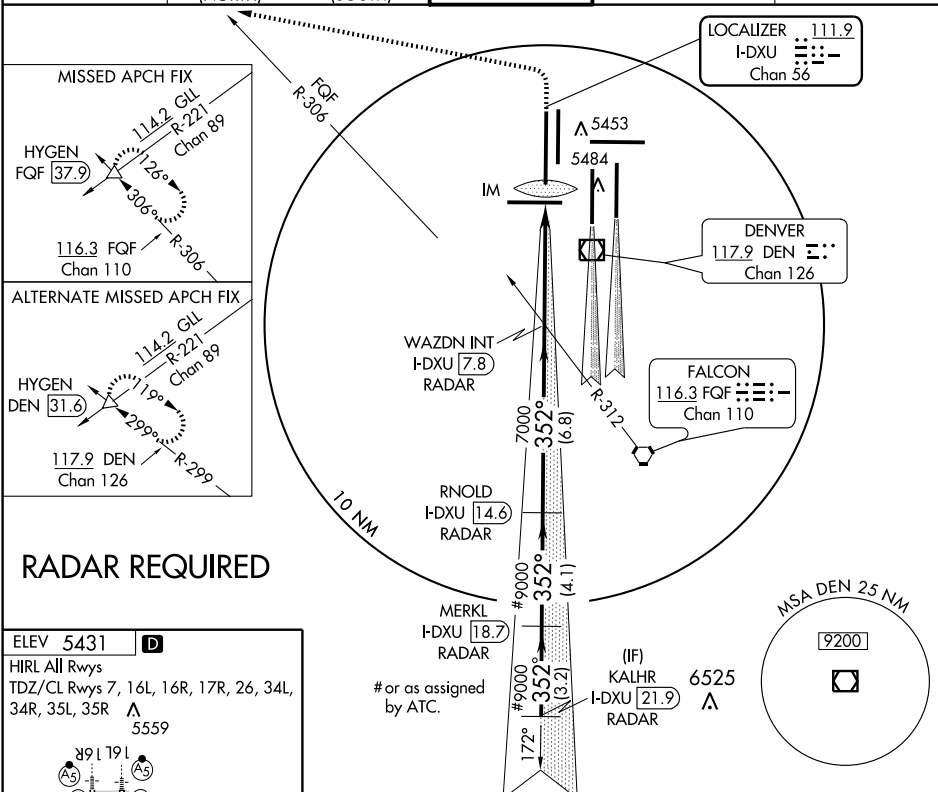 LOCALIZER 111.9
I-DXU
Chan 56
MISSED APCH FIX
114.2 GLL
R-221
Chan 89
HYGEN
FQF 37.9
126°
306°
R-306
116.3 FQF
Chan 110
FQF
R-306
5453
5484
IM
DENVER
117.9 DEN
Chan 126
ALTERNATE MISSED APCH FIX
114.2 GLL
R-221
Chan 89
HYGEN
DEN 31.6
119°
299°
R-299
117.9 DEN
Chan 126
WAZDN INT
I-DXU 7.8
RADAR
R-312
FALCON
116.3 FQF
Chan 110
7000
352°
(6.8)
RNOLD
I-DXU 14.6
RADAR
10 NM
RADAR REQUIRED
#9000
352°
(4.1)
MERKL
I-DXU 18.7
RADAR
#9000
352°
(3.2)
# or as assigned
by ATC.
(IF)
KALHR
I-DXU 21.9
RADAR
6525
172°
MSA DEN 25 NM
9200
ELEV 5431 D
HIRL All Rwys
TDZ/CL Rwys 7, 16L, 16R, 17R, 26, 34L,
34R, 35L, 35R
5559
16R 16L
A5
A5